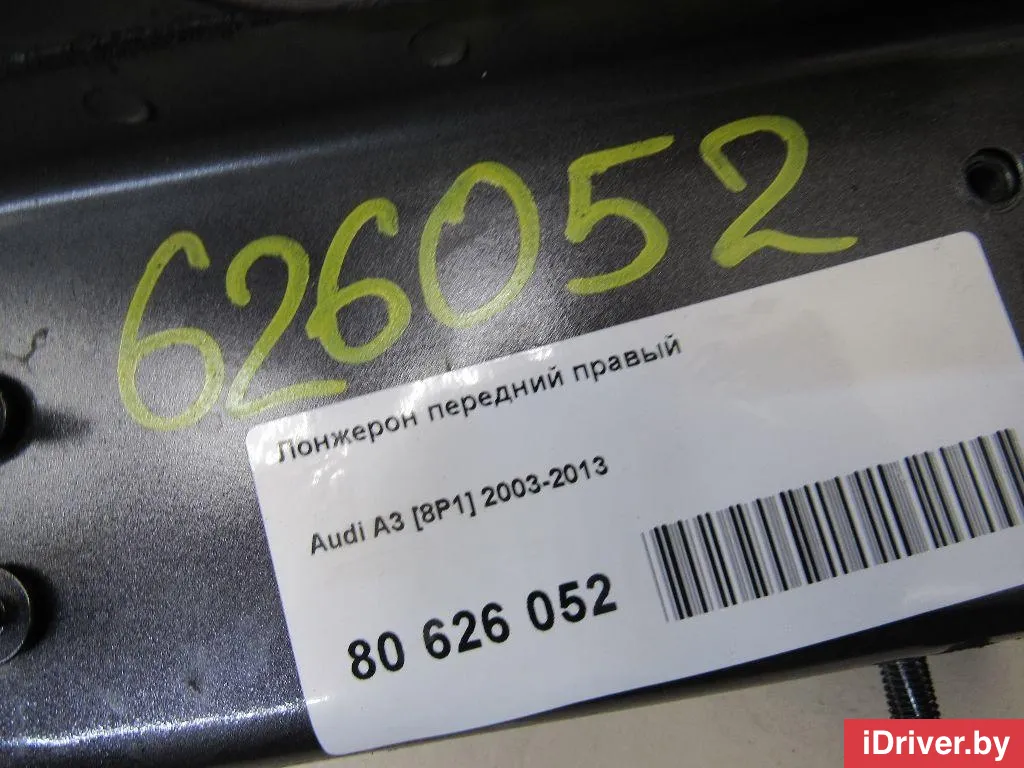 626052
Лонжерон передний правый
Audi A3 [8P1] 2003-2013
80 626 052
iDriver.by